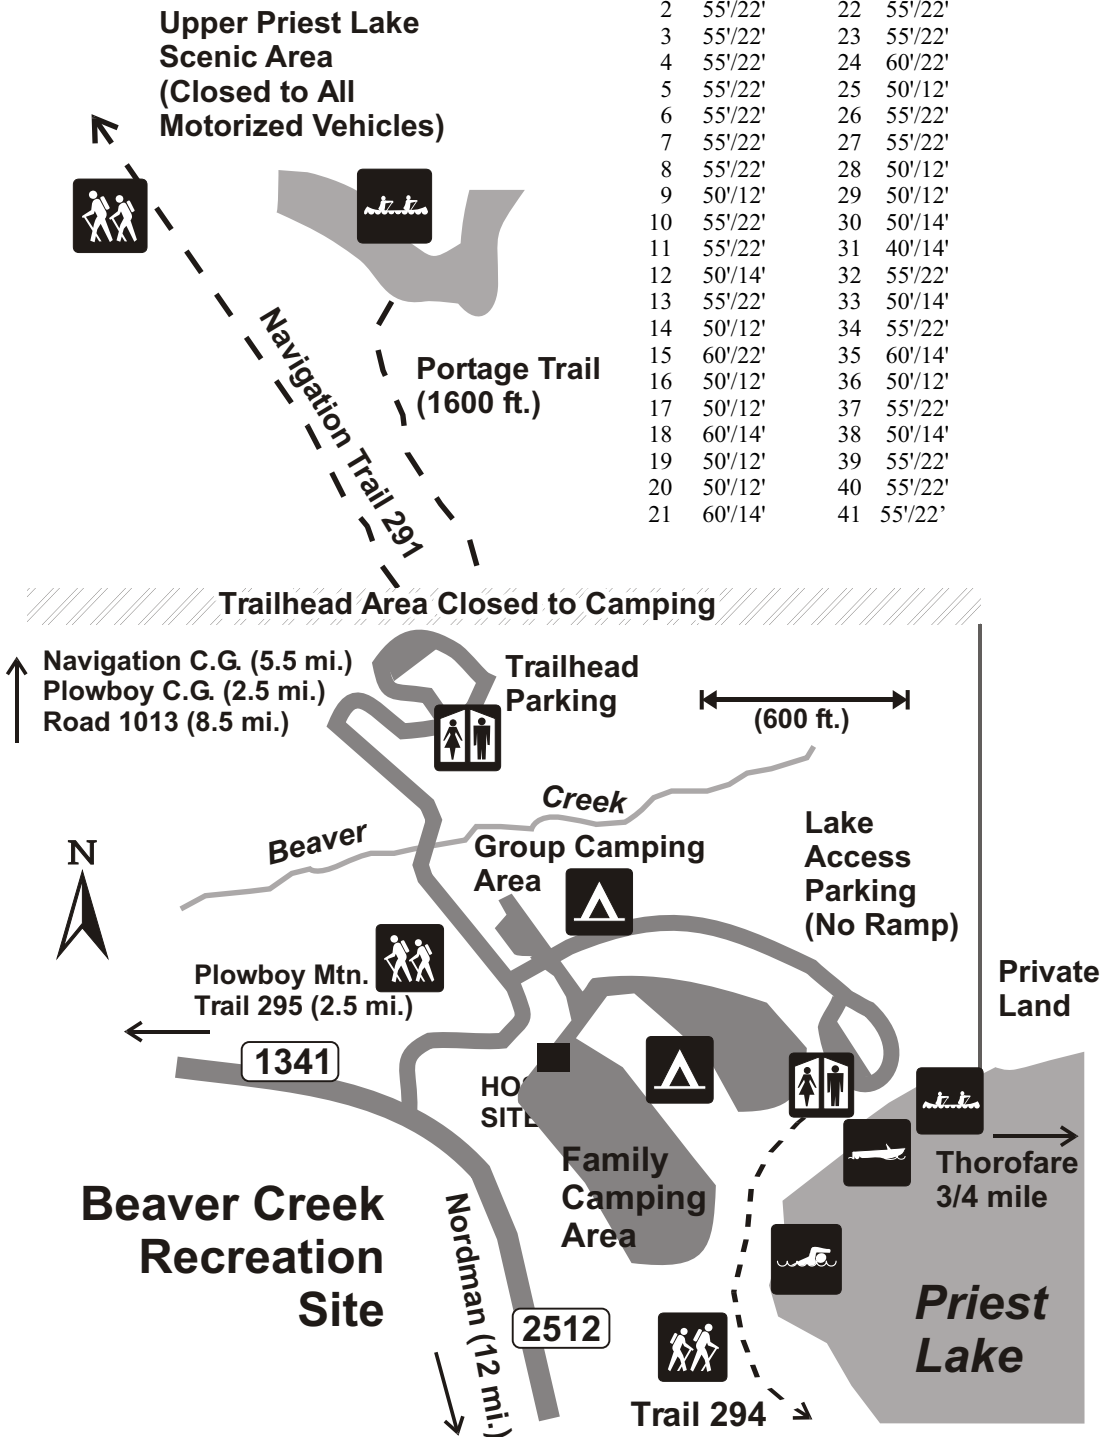 Upper Priest Lake
Scenic Area
(Closed to All
Motorized Vehicles)
2 55'/22' 22 55'/22'
3 55'/22' 23 55'/22'
4 55'/22' 24 60'/22'
5 55'/22' 25 50'/12'
6 55'/22' 26 55'/22'
7 55'/22' 27 55'/22'
8 55'/22' 28 50'/12'
9 50'/12' 29 50'/12'
10 55'/22' 30 50'/14'
11 55'/22' 31 40'/14'
12 50'/14' 32 55'/22'
13 55'/22' 33 50'/14'
14 50'/12' 34 55'/22'
15 60'/22' 35 60'/14'
16 50'/12' 36 50'/12'
17 50'/12' 37 55'/22'
18 60'/14' 38 50'/14'
19 50'/12' 39 55'/22'
20 50'/12' 40 55'/22'
21 60'/14' 41 55'/22’
Navigation Trail 291
Portage Trail
(1600 ft.)
Trailhead Area Closed to Camping
Navigation C.G. (5.5 mi.)
Plowboy C.G. (2.5 mi.)
Road 1013 (8.5 mi.)
Trailhead
Parking
(600 ft.)
Beaver Creek
N
Group Camping
Area
Lake
Access
Parking
(No Ramp)
Plowboy Mtn.
Trail 295 (2.5 mi.)
Private
Land
1341
SITE
Family
Camping
Area
Thorofare
3/4 mile
Beaver Creek
Recreation
Site
Nordman (12 mi.)
2512
Priest
Lake
Trail 294